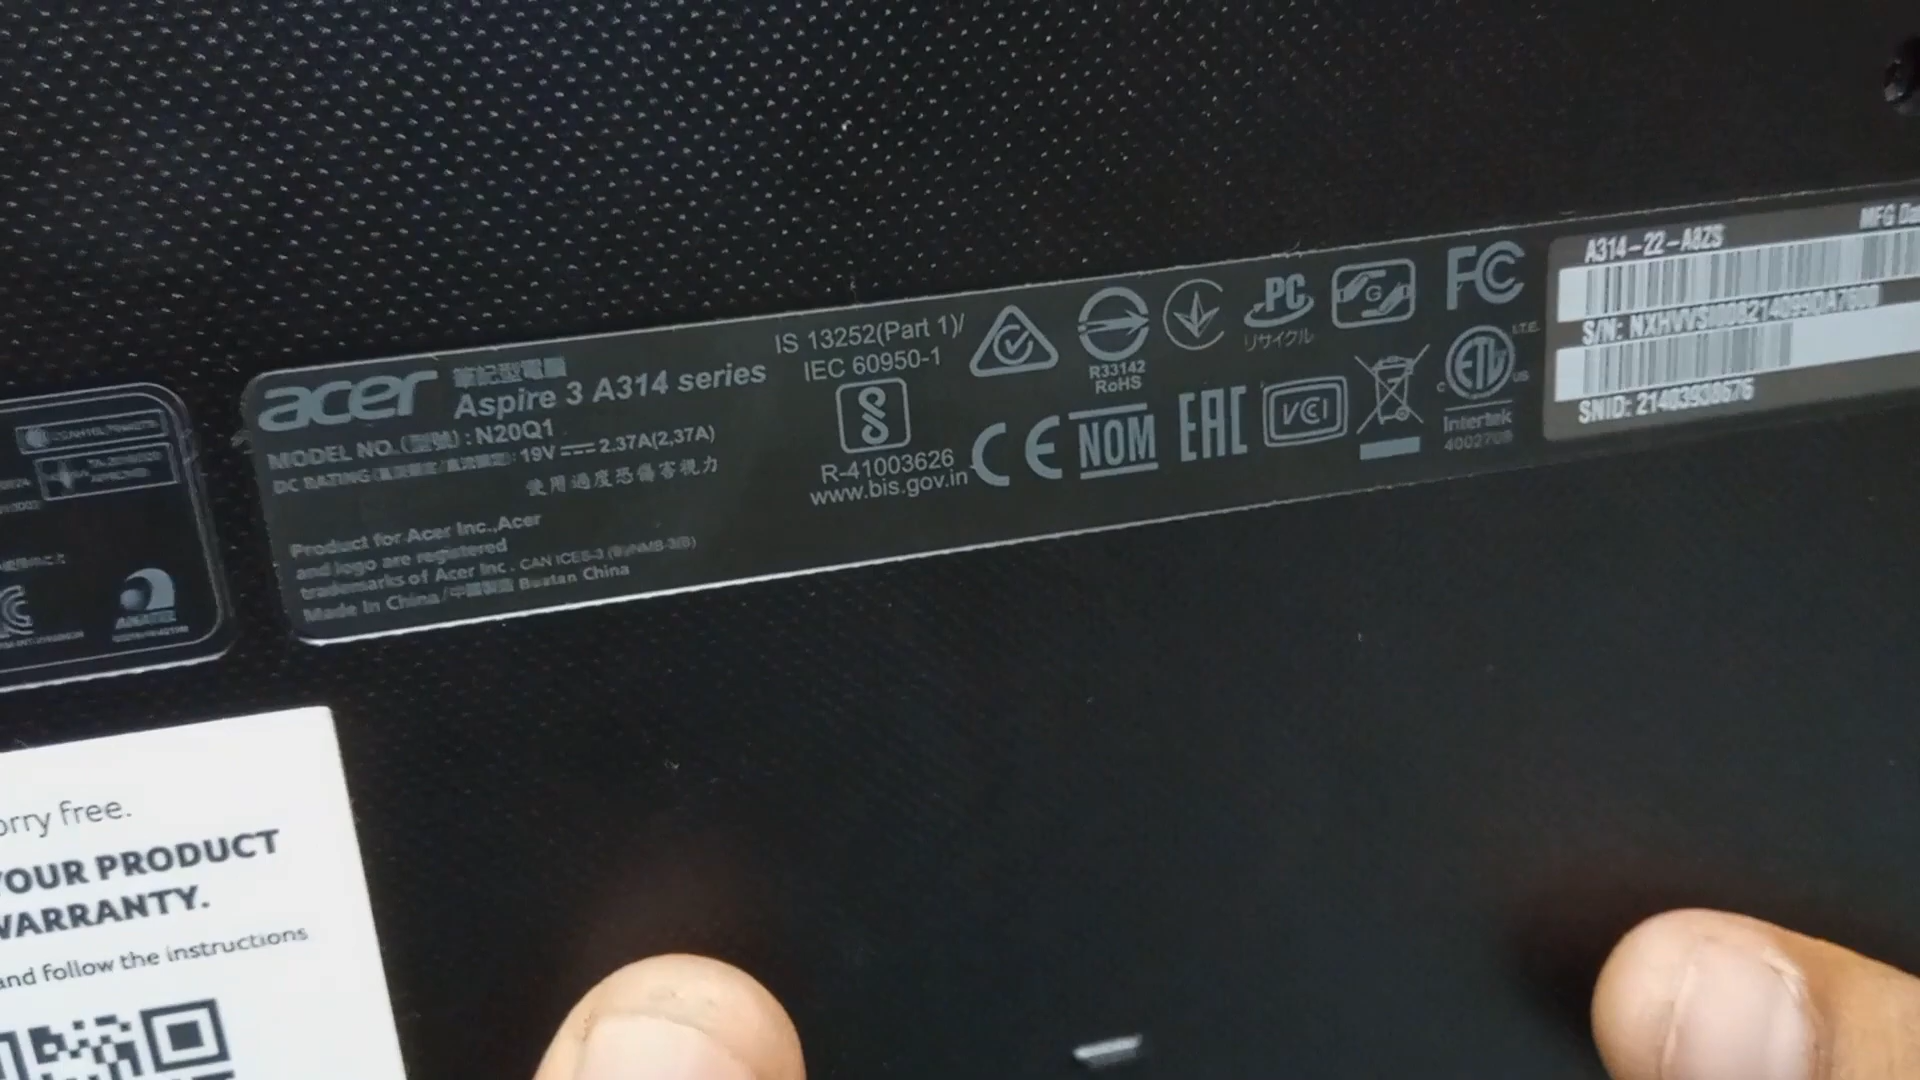 acer 筆記型電腦
Aspire 3 A314 series
MODEL NO.(型號) : N20Q1
DC RATING 19V 2.37A(2,37A)
使用過度恐傷害視力
Product for Acer Inc.,Acer
and logo are registered
trademarks of Acer Inc.
CAN ICES-3 (B)/NMB-3(B)
Made In China/中國製造 Buatan China
IS 13252(Part 1)/
IEC 60950-1
R-41003626
www.bis.gov.in
R33142
RoHS
PC
リサイクル
G
FC
CE
NOM
EAC
VCI
ETL
c us
I.T.E.
Intertek
4002708
A314-22-A8ZS
MFG Da
S/N:
SNID: 21403938676
ANATEL
orry free.
YOUR PRODUCT
WARRANTY.
and follow the instructions